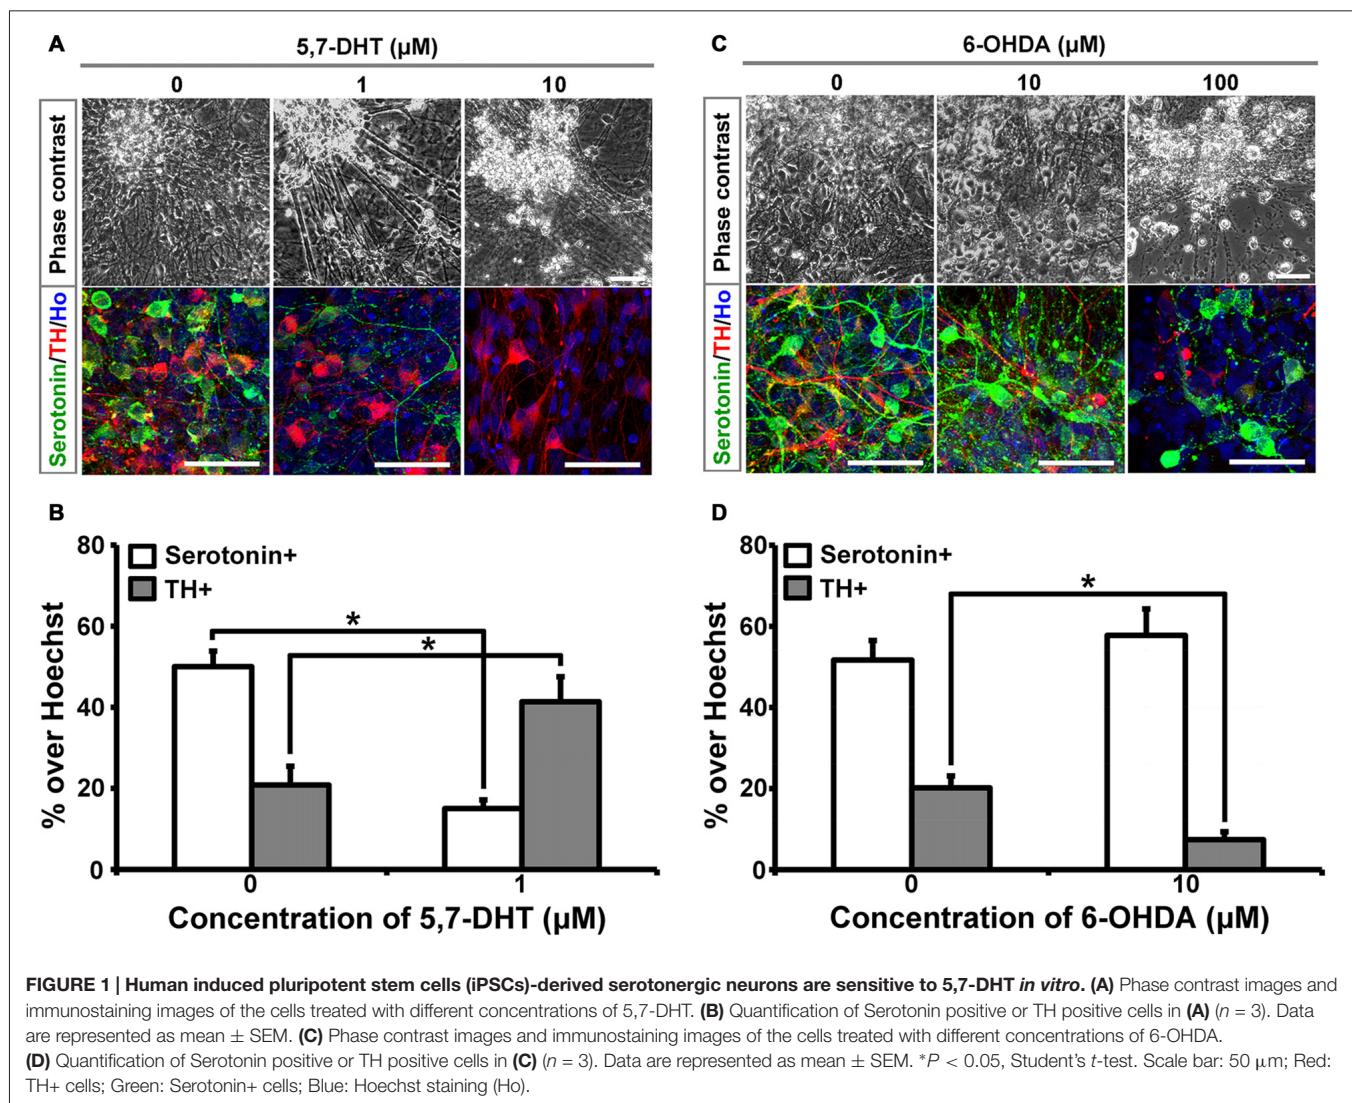 A
5,7-DHT (µM)
0 1 10
Phase contrast
Serotonin/TH/Ho
C
6-OHDA (µM)
0 10 100
Phase contrast
Serotonin/TH/Ho
B
80
60
40
20
0
% over Hoechst
Serotonin+
TH+
*
*
0 1
Concentration of 5,7-DHT (µM)
D
80
60
40
20
0
% over Hoechst
Serotonin+
TH+
*
0 10
Concentration of 6-OHDA (µM)
FIGURE 1 | Human induced pluripotent stem cells (iPSCs)-derived serotonergic neurons are sensitive to 5,7-DHT in vitro. (A) Phase contrast images and
immunostaining images of the cells treated with different concentrations of 5,7-DHT. (B) Quantification of Serotonin or TH positive cells in (A) (n = 3). Data
are represented as mean ± SEM. (C) Phase contrast images and immunostaining images of the cells treated with different concentrations of 6-OHDA.
(D) Quantification of Serotonin positive or TH positive cells in (C) (n = 3). Data are represented as mean ± SEM. *P < 0.05, Student's t-test. Scale bar: 50 µm; Red:
TH+ cells; Green: Serotonin+ cells; Blue: Hoechst staining (Ho).